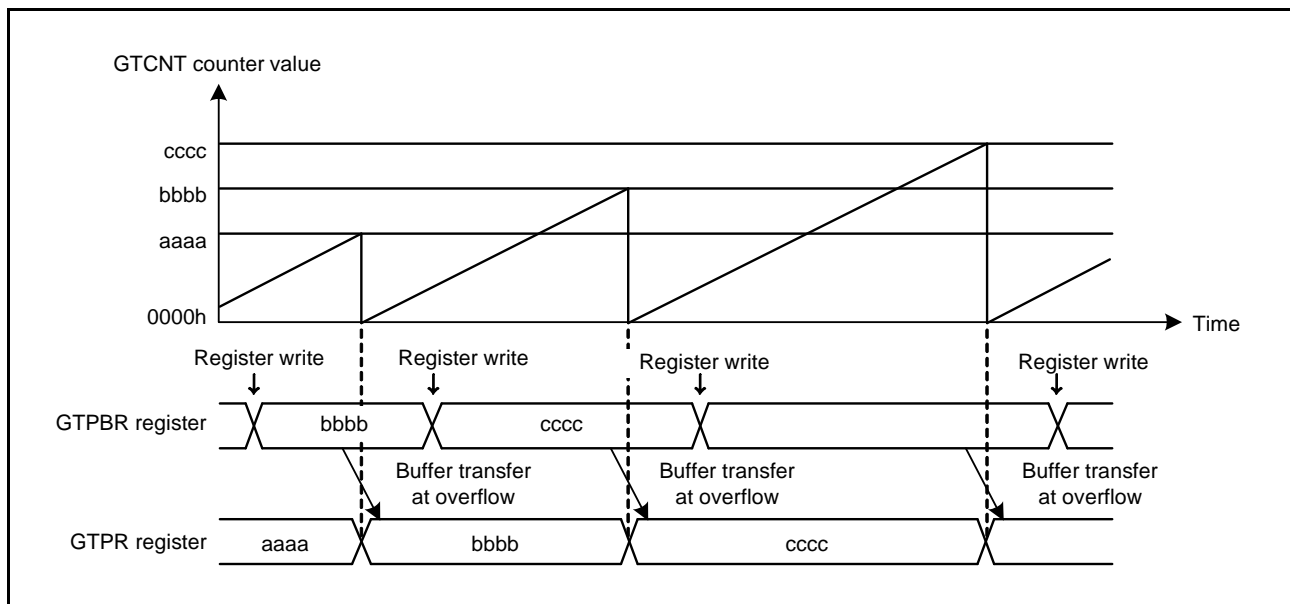 GTCNT counter value
cccc
bbbb
aaaa
0000h
Time
Register write
Register write
Register write
Register write
GTPBR register
bbbb
cccc
Buffer transfer
at overflow
Buffer transfer
at overflow
Buffer transfer
at overflow
GTPR register
aaaa
bbbb
cccc